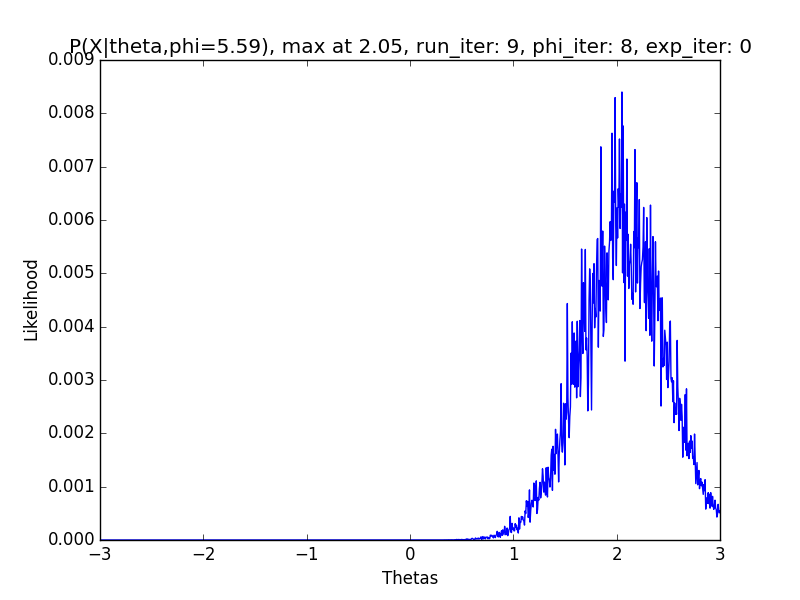 P(X|theta,phi=5.59), max at 2.05, run_iter: 9, phi_iter: 8, exp_iter: 0
0.009
0.008
0.007
0.006
0.005
0.004
0.003
0.002
0.001
0.000
Likelihood
−3 −2 −1 0 1 2 3
Thetas